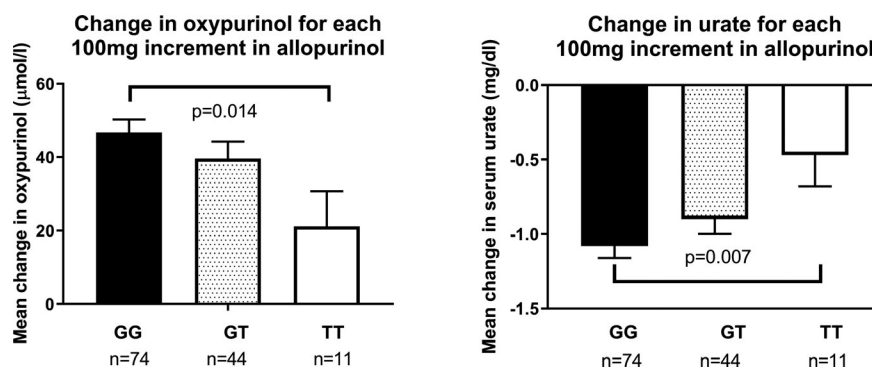 Change in oxypurinol for each
100mg increment in allopurinol
Mean change in oxypurinol (μmol/l)
60
40
20
0
p=0.014
GG
GT
TT
n=74
n=44
n=11
Change in urate for each
100mg increment in allopurinol
Mean change in serum urate (mg/dl)
0.0
-0.5
-1.0
-1.5
p=0.007
GG
GT
TT
n=74
n=44
n=11